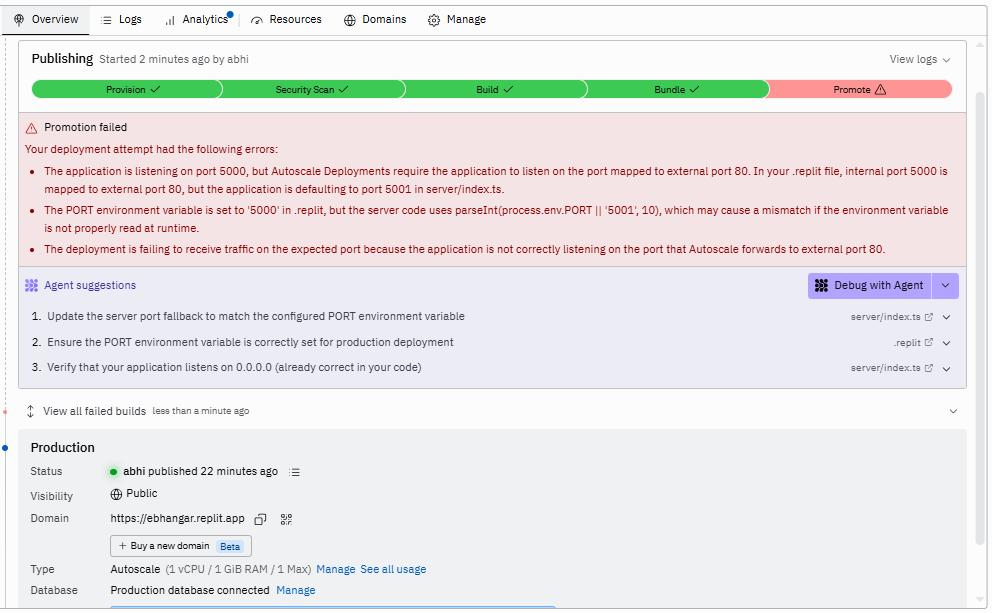 Overview Logs Analytics Resources Domains Manage
Publishing Started 2 minutes ago by abhi View logs
Provision Security Scan Build Bundle Promote
Promotion failed
Your deployment attempt had the following errors:
• The application is listening on port 5000, but Autoscale Deployments require the application to listen on the port mapped to external port 80. In your .replit file, internal port 5000 is
mapped to external port 80, but the application is defaulting to port 5001 in server/index.ts.
• The PORT environment variable is set to '5000' in .replit, but the server code uses parseInt(process.env.PORT || '5001', 10), which may cause a mismatch if the environment variable
is not properly read at runtime.
• The deployment is failing to receive traffic on the expected port because the application is not correctly listening on the port that Autoscale forwards to external port 80.
Agent suggestions Debug with Agent
1. Update the server port fallback to match the configured PORT environment variable server/index.ts
2. Ensure the PORT environment variable is correctly set for production deployment .replit
3. Verify that your application listens on 0.0.0.0 (already correct in your code) server/index.ts
View all failed builds less than a minute ago
Production
Status abhi published 22 minutes ago
Visibility Public
Domain https://ebhangar.replit.app
+ Buy a new domain Beta
Type Autoscale (1 vCPU / 1 GiB RAM / 1 Max) Manage See all usage
Database Production database connected Manage